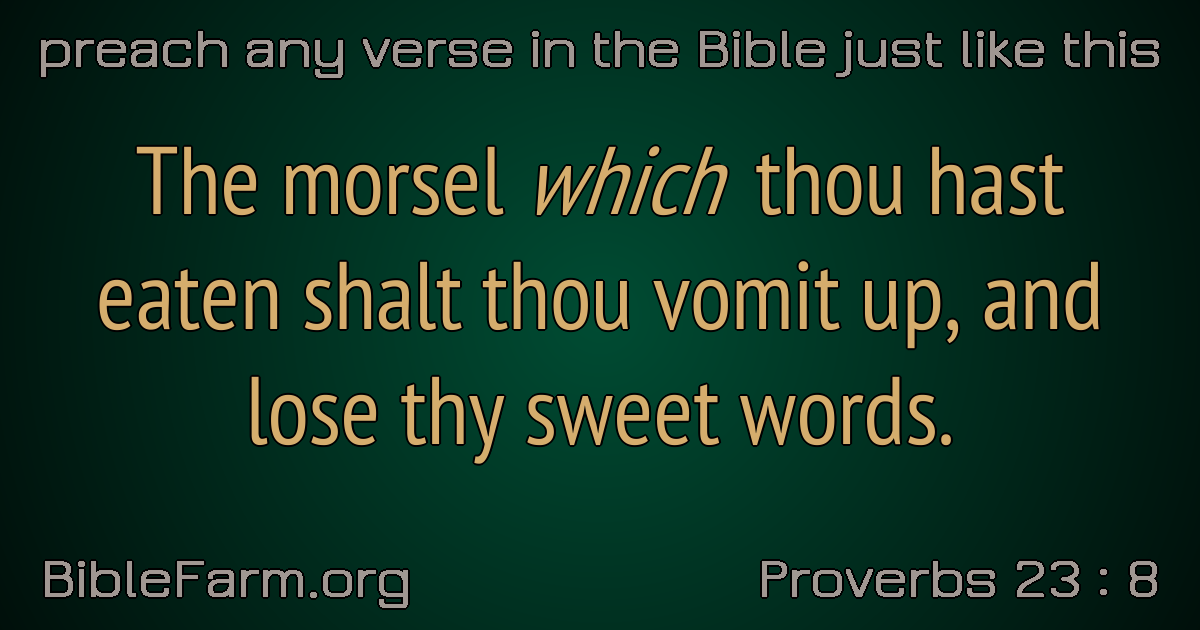 preach any verse in the Bible just like this
The morsel which thou hast
eaten shalt thou vomit up, and
lose thy sweet words.
BibleFarm.org
Proverbs 23 : 8